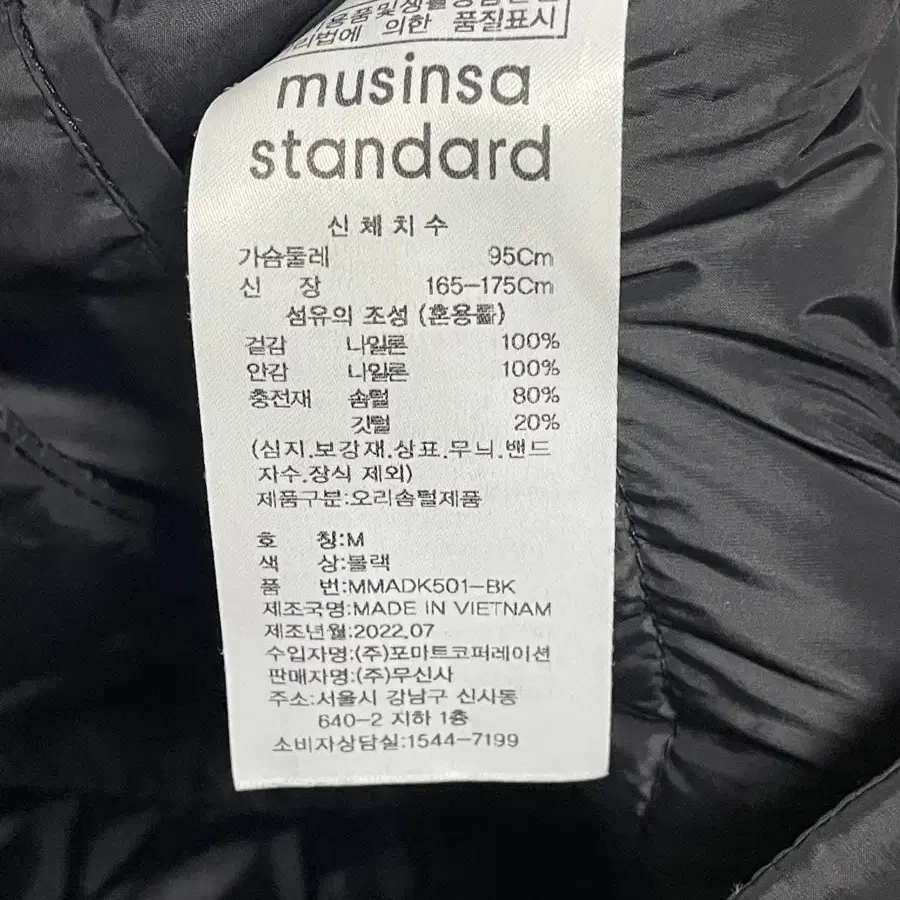 리법에 의한 품질표시
musinsa
standard
신체치수
가슴둘레 95Cm
신 장 165-175Cm
섬유의 조성 (혼용률)
겉감 나일론 100%
안감 나일론 100%
충전재 솜털 80%
깃털 20%
(심지.보강재.상표.무늬.밴드
자수.장식 제외)
제품구분:오리솜털제품
호 칭:M
색 상:블랙
품 번:MMADK501-BK
제조국명:MADE IN VIETNAM
제조년월:2022.07
수입자명:(주)포마트코퍼레이션
판매자명:(주)무신사
주소:서울시 강남구 신사동
640-2 지하 1층
소비자상담실:1544-7199